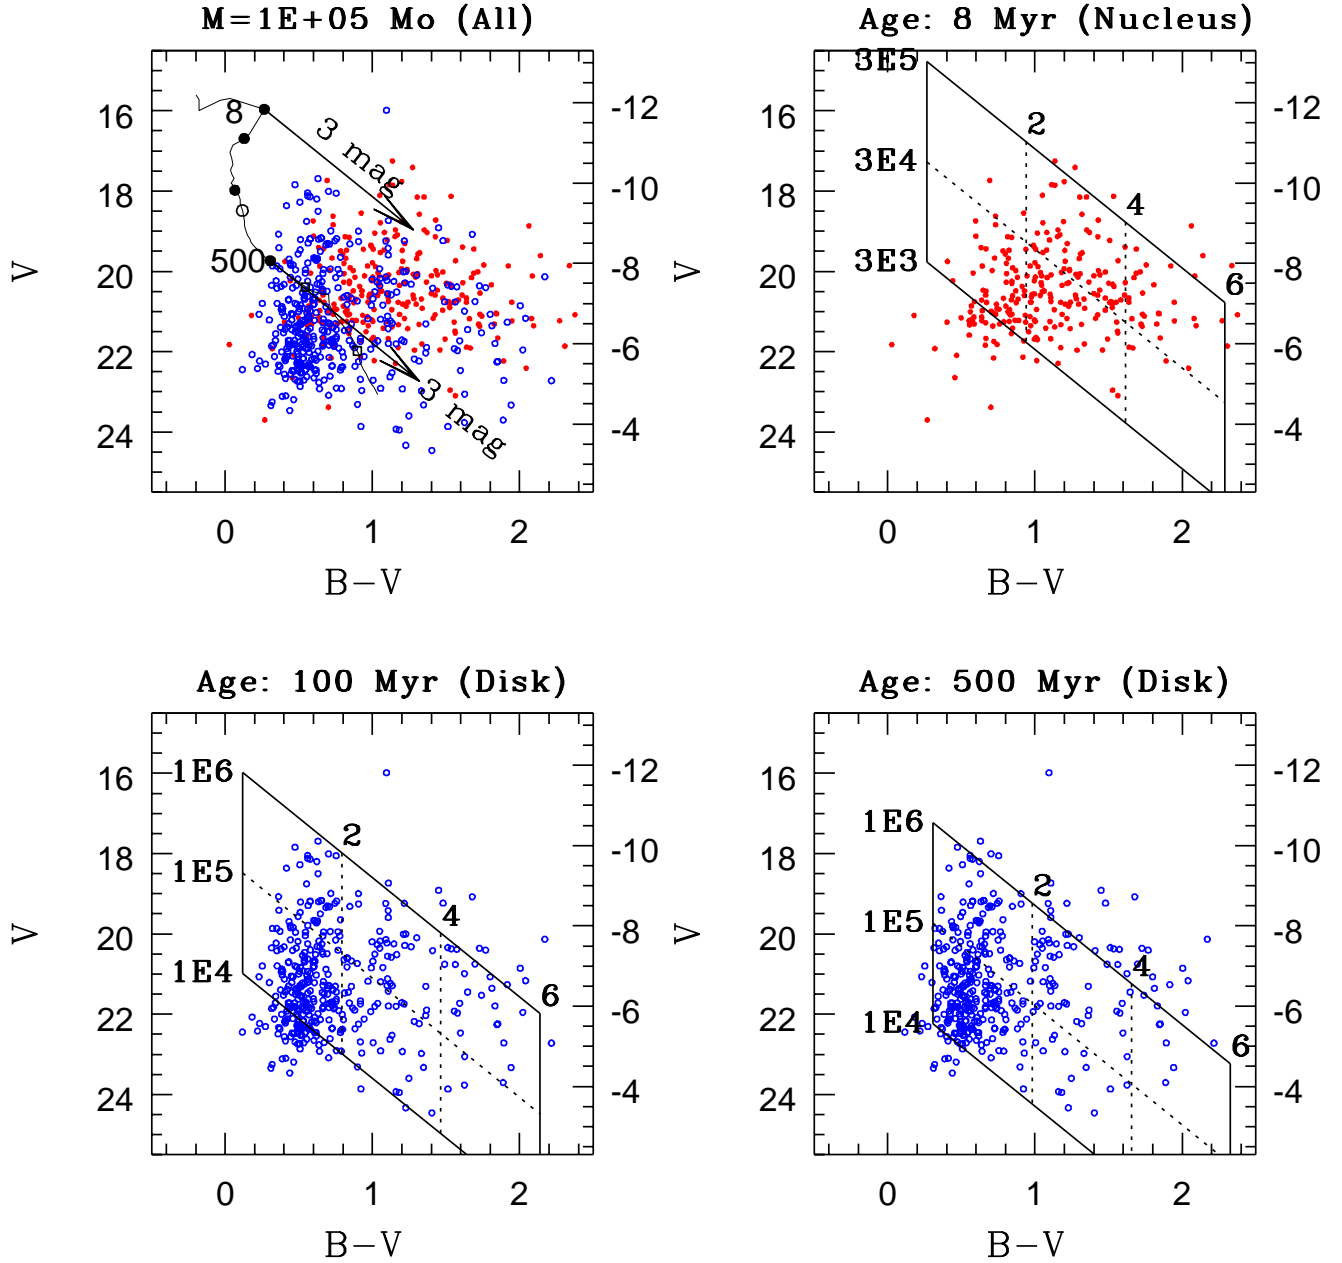 M=1E+05 Mo (All)
16
18
20
22
24
-12
-10
-8
-6
-4
8
500
3 mag
3 mag
V
0 1 2
B-V
Age: 8 Myr (Nucleus)
3E5
3E4
3E3
2
4
6
16
18
20
22
24
-12
-10
-8
-6
-4
V
0 1 2
B-V
Age: 100 Myr (Disk)
1E6
1E5
1E4
2
4
6
16
18
20
22
24
-12
-10
-8
-6
-4
V
0 1 2
B-V
Age: 500 Myr (Disk)
1E6
1E5
1E4
2
4
6
16
18
20
22
24
-12
-10
-8
-6
-4
V
0 1 2
B-V